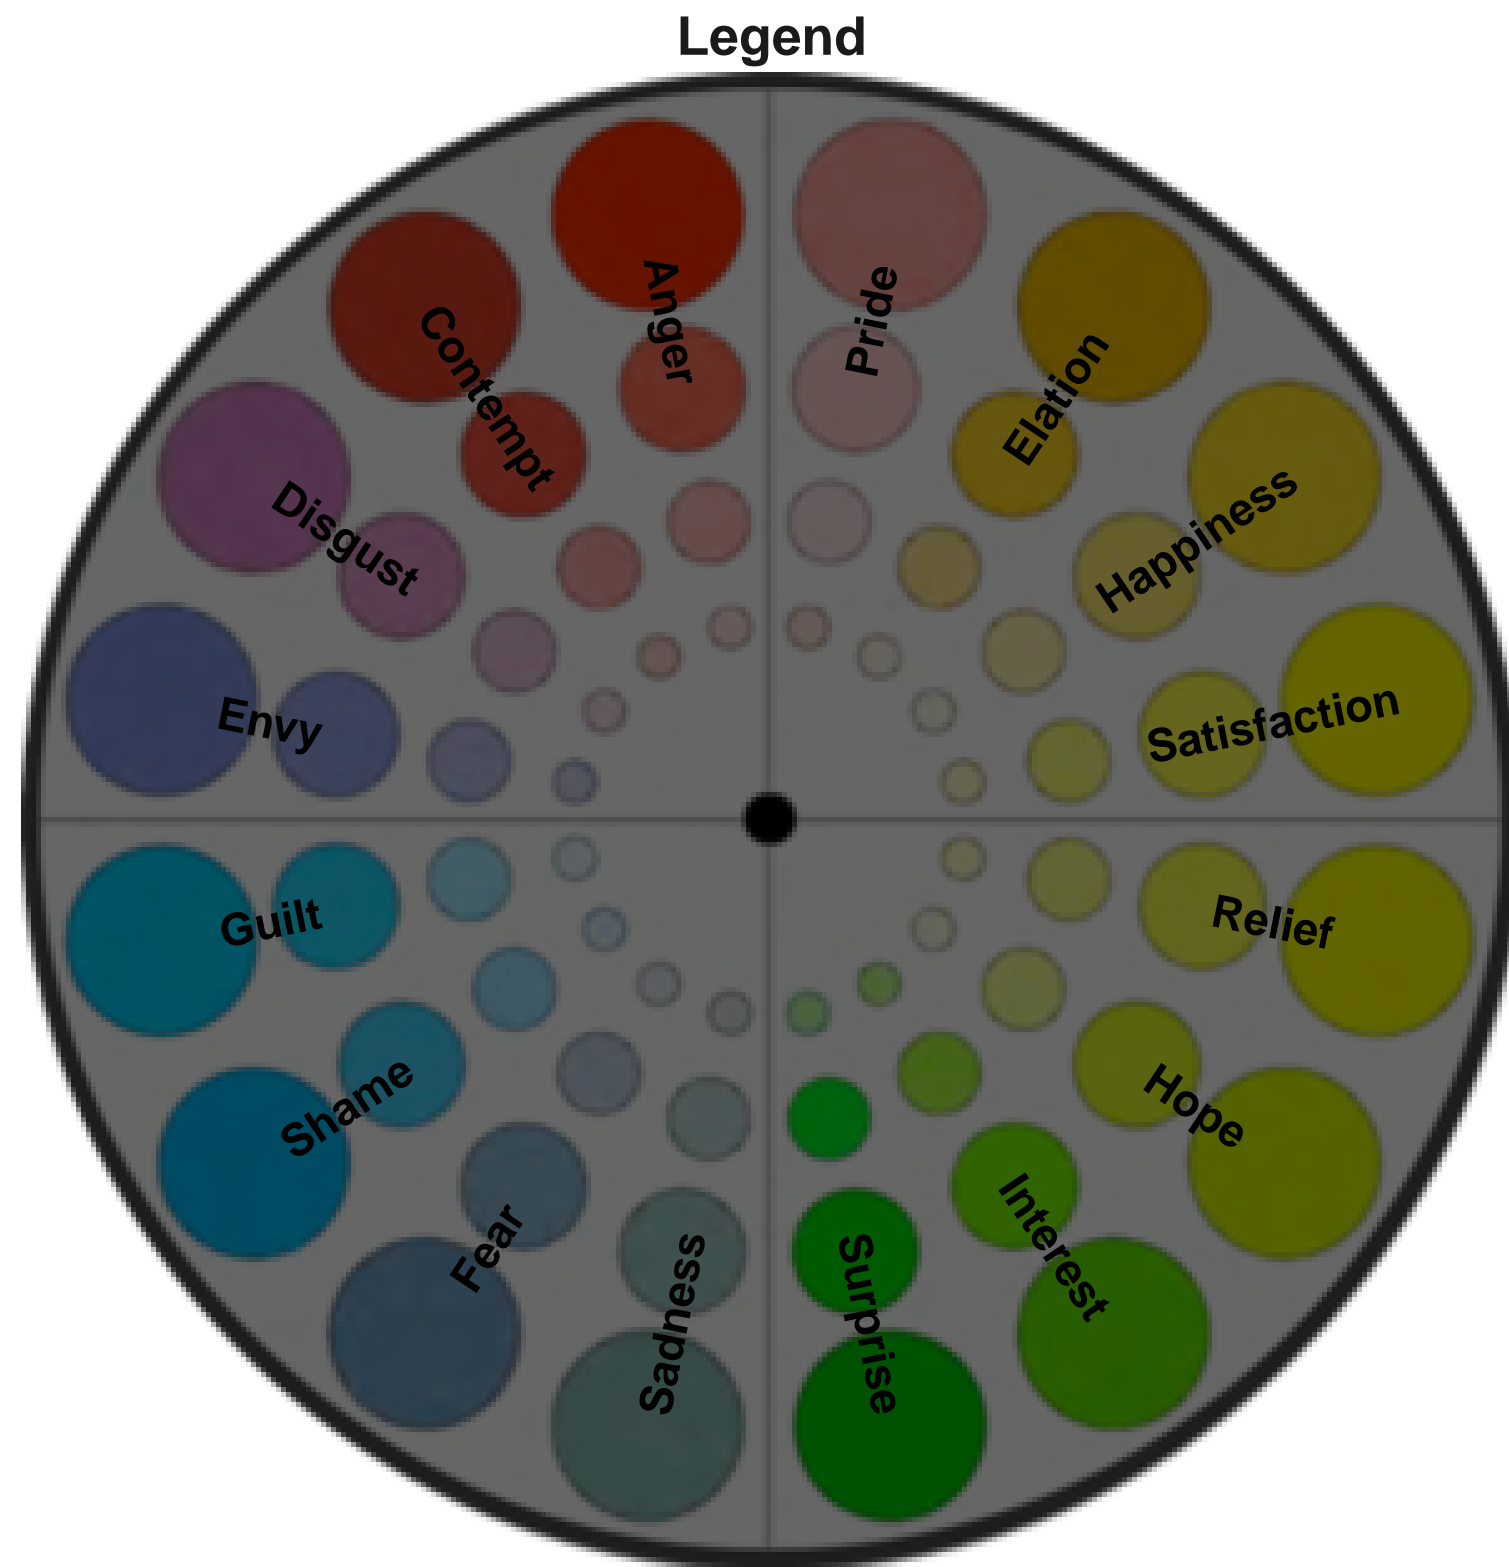 Legend
Anger
Pride
Contempt
Elation
Disgust
Happiness
Envy
Satisfaction
Guilt
Relief
Shame
Hope
Fear
Interest
Sadness
Surprise